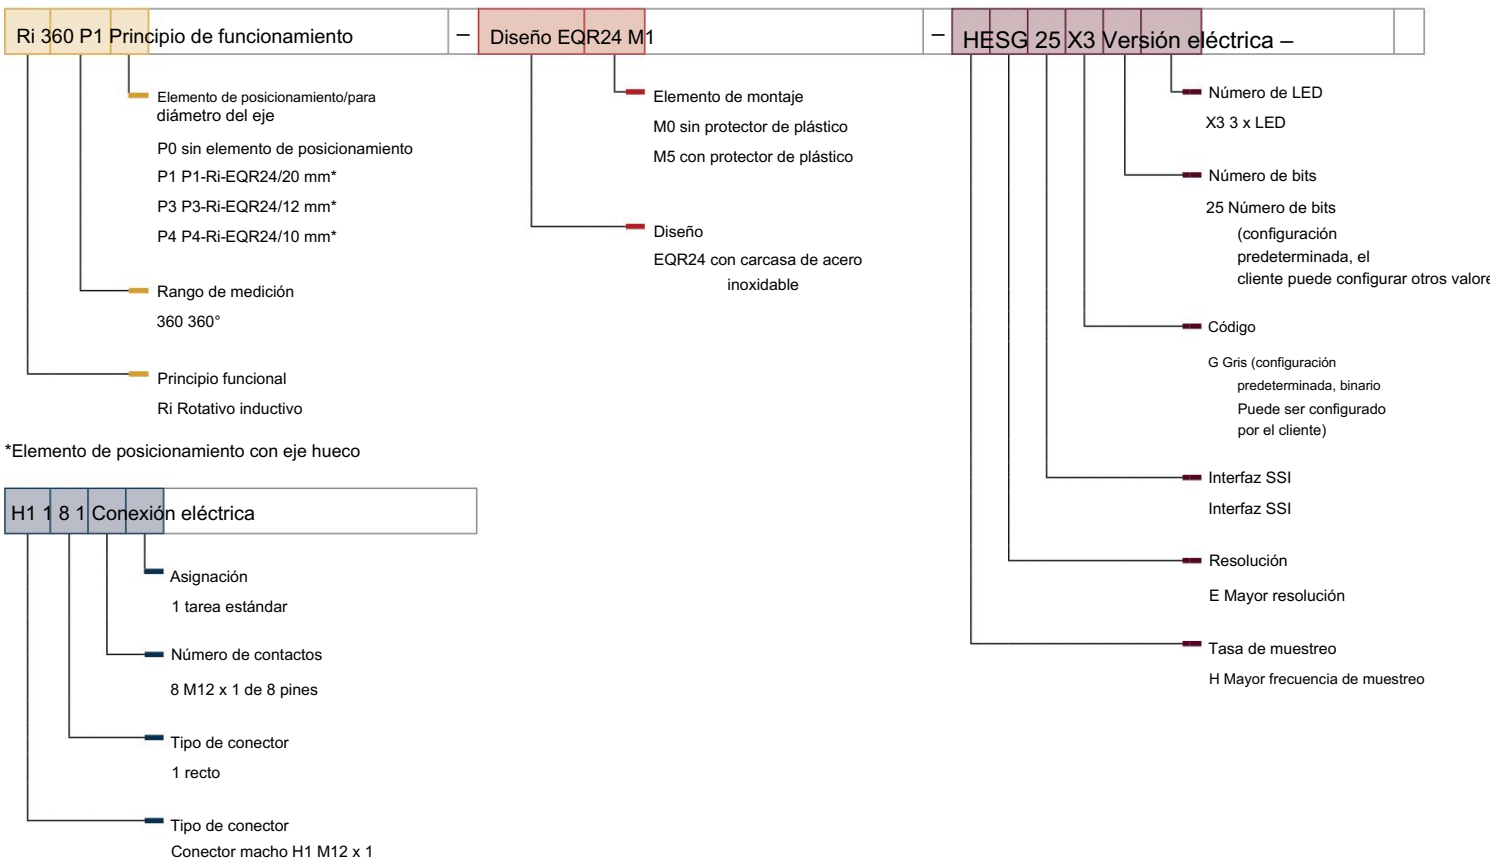 Ri 360 P1 Principio de funcionamiento – Diseño EQR24 M1 – HESG 25 X3 Versión eléctrica –
Elemento de posicionamiento/para
diámetro del eje
P0 sin elemento de posicionamiento
P1 P1-Ri-EQR24/20 mm*
P3 P3-Ri-EQR24/12 mm*
P4 P4-Ri-EQR24/10 mm*
Rango de medición
360 360°
Principio funcional
Ri Rotativo inductivo
*Elemento de posicionamiento con eje hueco
Elemento de montaje
M0 sin protector de plástico
M5 con protector de plástico
Diseño
EQR24 con carcasa de acero
inoxidable
Número de LED
X3 3 x LED
Número de bits
25 Número de bits
(configuración
predeterminada, el
cliente puede configurar otros valore
Código
G Gris (configuración
predeterminada, binario
Puede ser configurado
por el cliente)
Interfaz SSI
Interfaz SSI
Resolución
E Mayor resolución
Tasa de muestreo
H Mayor frecuencia de muestreo
H1 1 8 1 Conexión eléctrica
Asignación
1 tarea estándar
Número de contactos
8 M12 x 1 de 8 pines
Tipo de conector
1 recto
Tipo de conector
Conector macho H1 M12 x 1